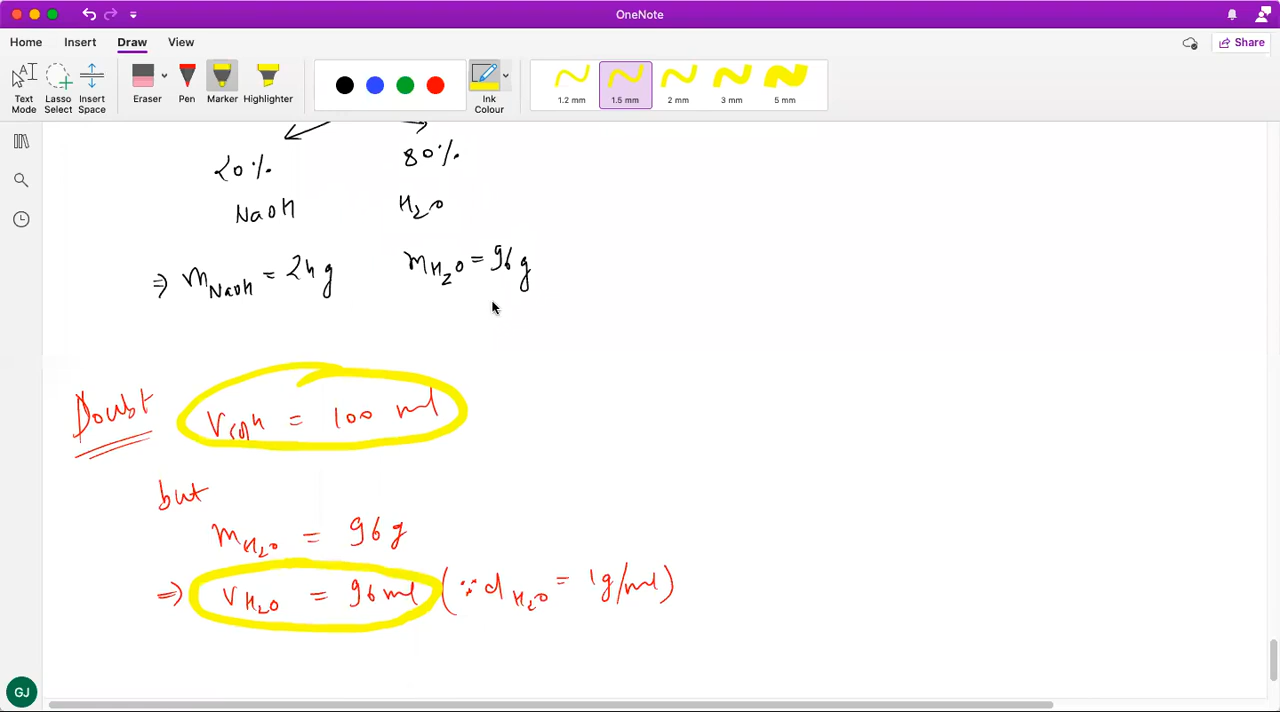 OneNote
Home Insert Draw View
Share
Text Mode
Lasso Select
Insert Space
Eraser
Pen
Marker
Highlighter
Ink Colour
1.2 mm
1.5 mm
2 mm
3 mm
5 mm
20% 80%
NaOH H2O
⇒ mNaOH = 24 g mH2O = 96 g
Doubt Vsoln = 100 ml
but
mH2O = 96 g
⇒ VH2O = 96 ml (∵ dH2O = 1g/ml)
GJ